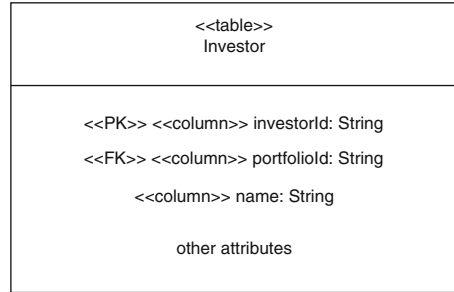 <<table>>
Investor
<<PK>> <<column>> investorId: String
<<FK>> <<column>> portfolioId: String
<<column>> name: String
other attributes